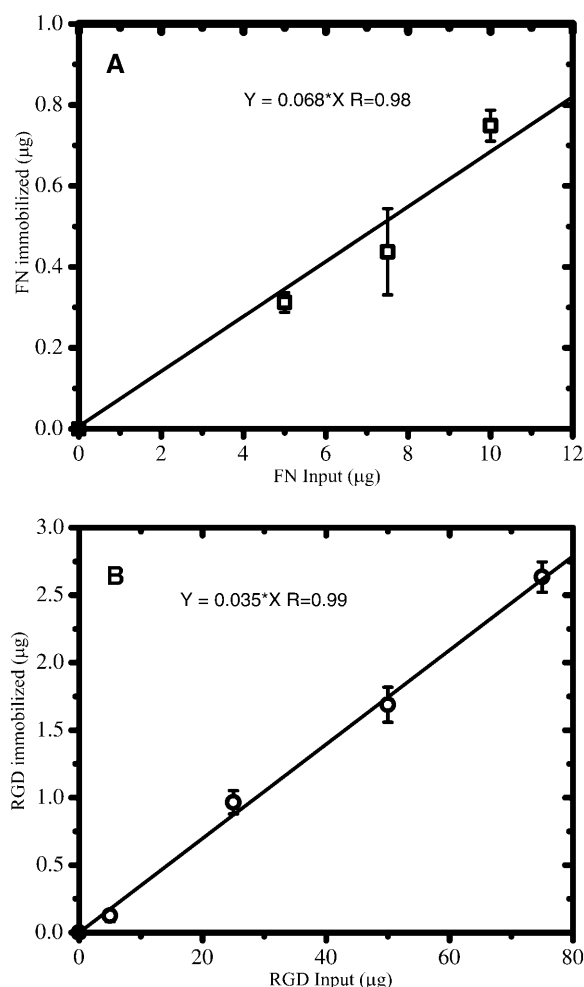 1.0
A
Y = 0.068*X R=0.98
0.8
0.6
0.4
0.2
0.0
FN immobilized (μg)
0 2 4 6 8 10 12
FN Input (μg)
3.0
B
Y = 0.035*X R=0.99
2.5
2.0
1.5
1.0
0.5
0.0
RGD immobilized (μg)
0 20 40 60 80
RGD Input (μg)